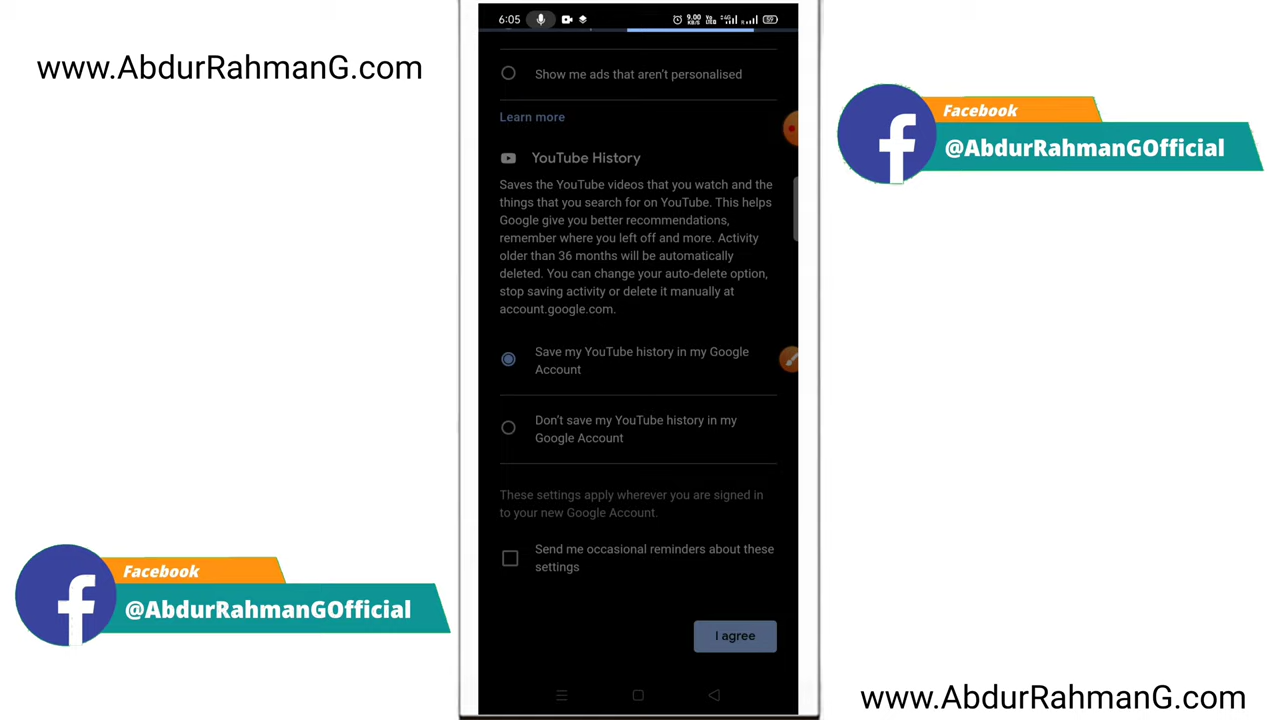 www.AbdurRahmanG.com
Facebook
@AbdurRahmanGOfficial
6:05
9.00
KB/S
4G
59
Show me ads that aren't personalised
Learn more
YouTube History
Saves the YouTube videos that you watch and the
things that you search for on YouTube. This helps
Google give you better recommendations,
remember where you left off and more. Activity
older than 36 months will be automatically
deleted. You can change your auto-delete option,
stop saving activity or delete it manually at
account.google.com.
Save my YouTube history in my Google
Account
Don't save my YouTube history in my
Google Account
These settings apply wherever you are signed in
to your new Google Account.
Send me occasional reminders about these
settings
I agree
Facebook
@AbdurRahmanGOfficial
www.AbdurRahmanG.com